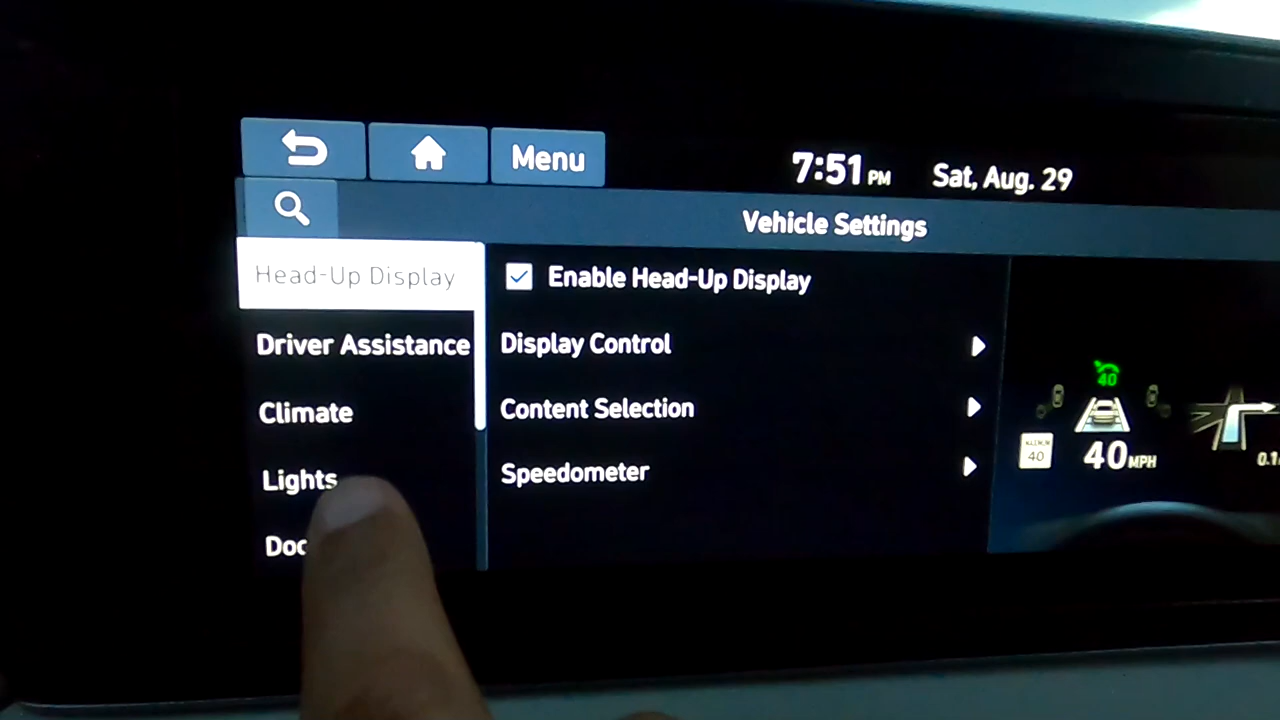 Menu
7:51 PM
Sat, Aug. 29
Vehicle Settings
Head-Up Display
Enable Head-Up Display
Driver Assistance
Display Control
Climate
Content Selection
Lights
Speedometer
40
40
40 MPH